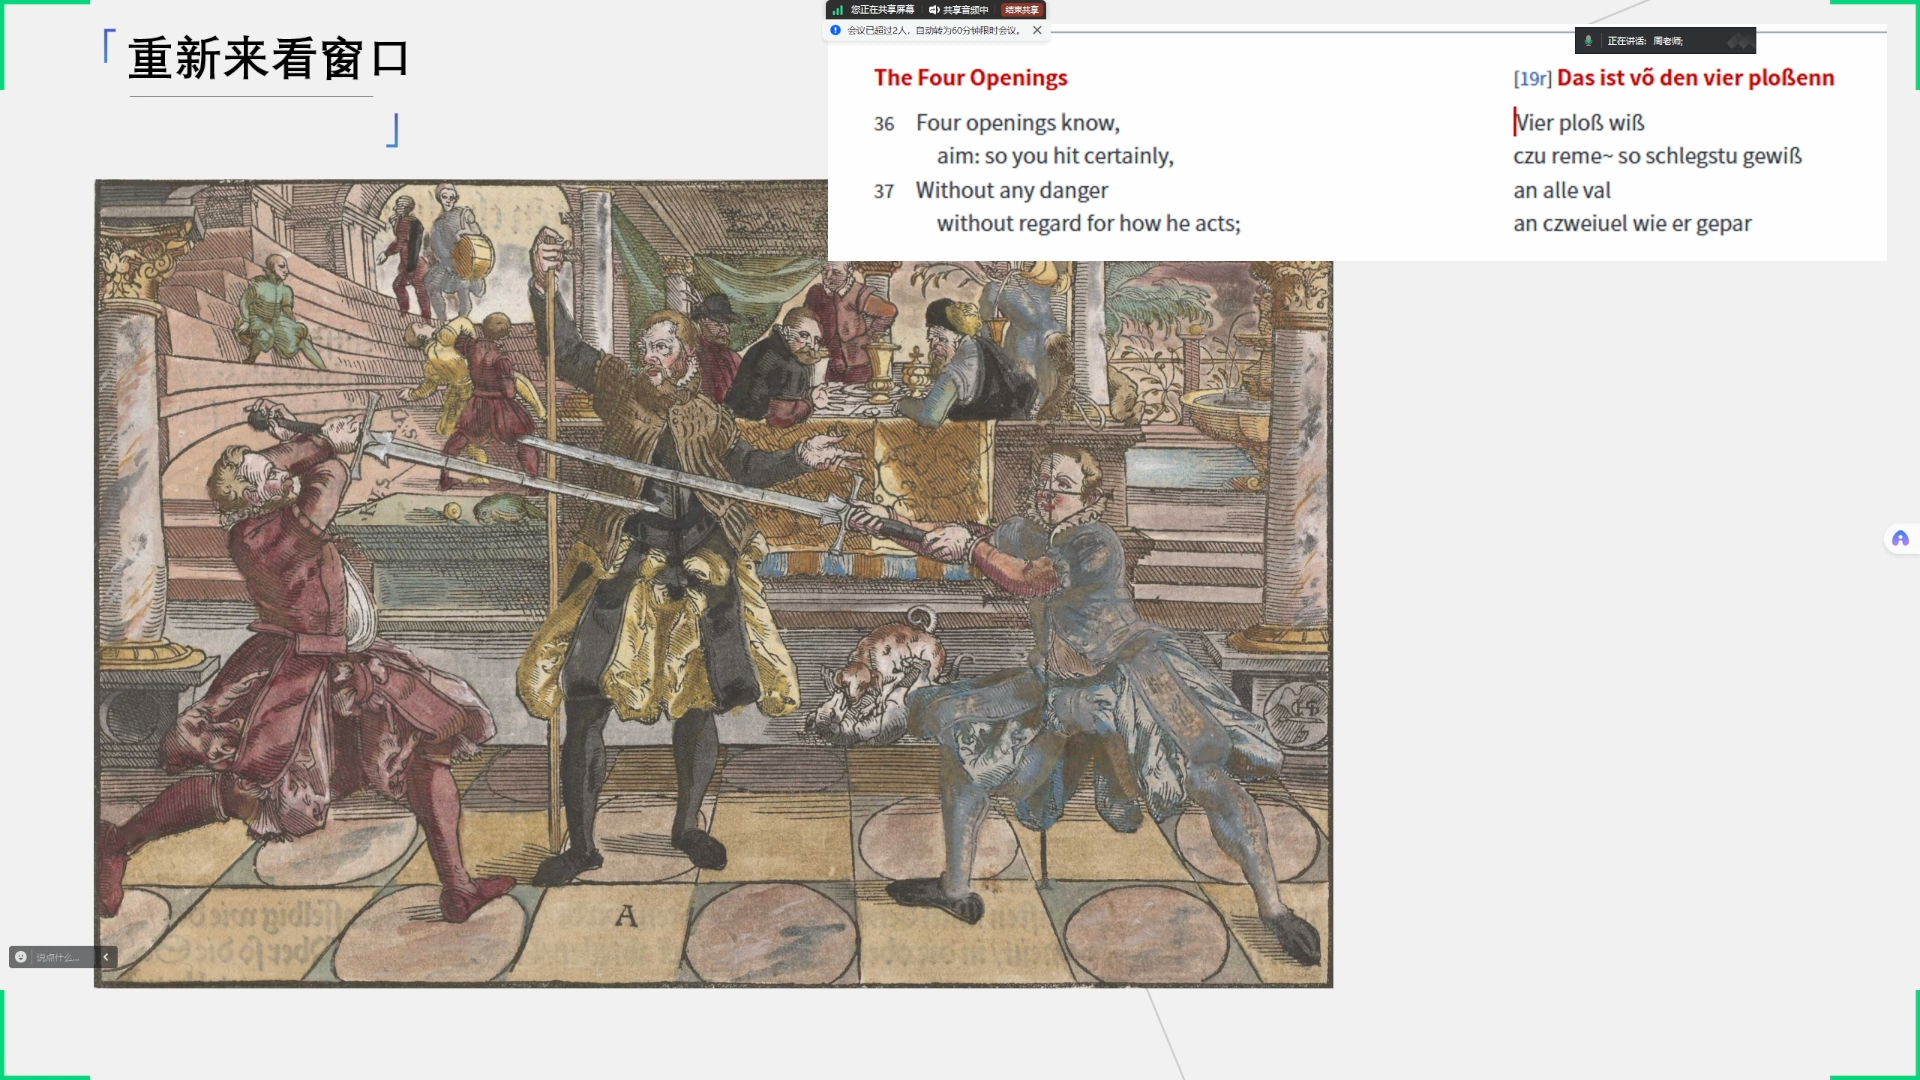 您正在共享屏幕 共享音频中 结束共享
会议已超过2人，自动转为60分钟限时会议。
正在讲话: 周老师;
「重新来看窗口」
The Four Openings
36 Four openings know,
aim: so you hit certainly,
37 Without any danger
without regard for how he acts;
[19r] Das ist võ den vier ploßenn
Vier ploß wiß
czu reme~ so schlegstu gewiß
an alle val
an czweiuel wie er gepar
A
说点什么...